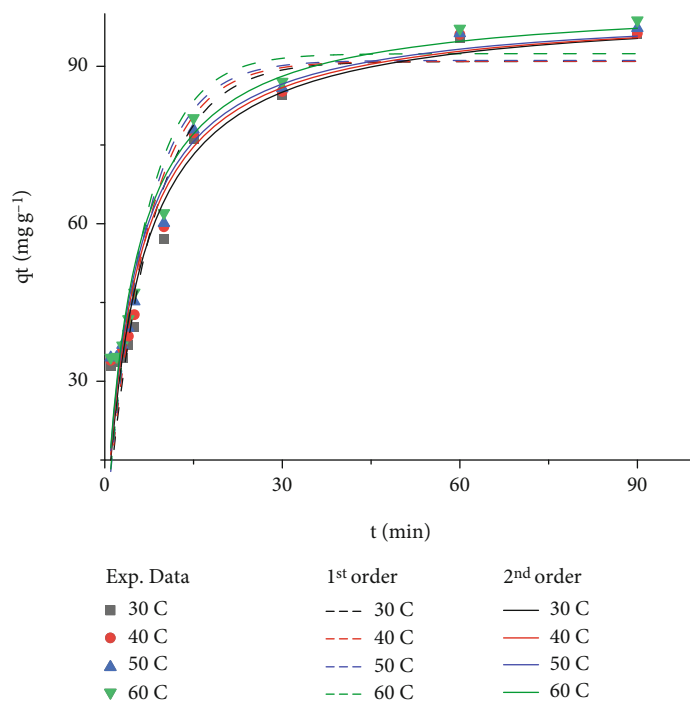 90
60
30
qt (mg g⁻¹)
0 30 60 90
t (min)
Exp. Data 1st order 2nd order
30 C 30 C 30 C
40 C 40 C 40 C
50 C 50 C 50 C
60 C 60 C 60 C